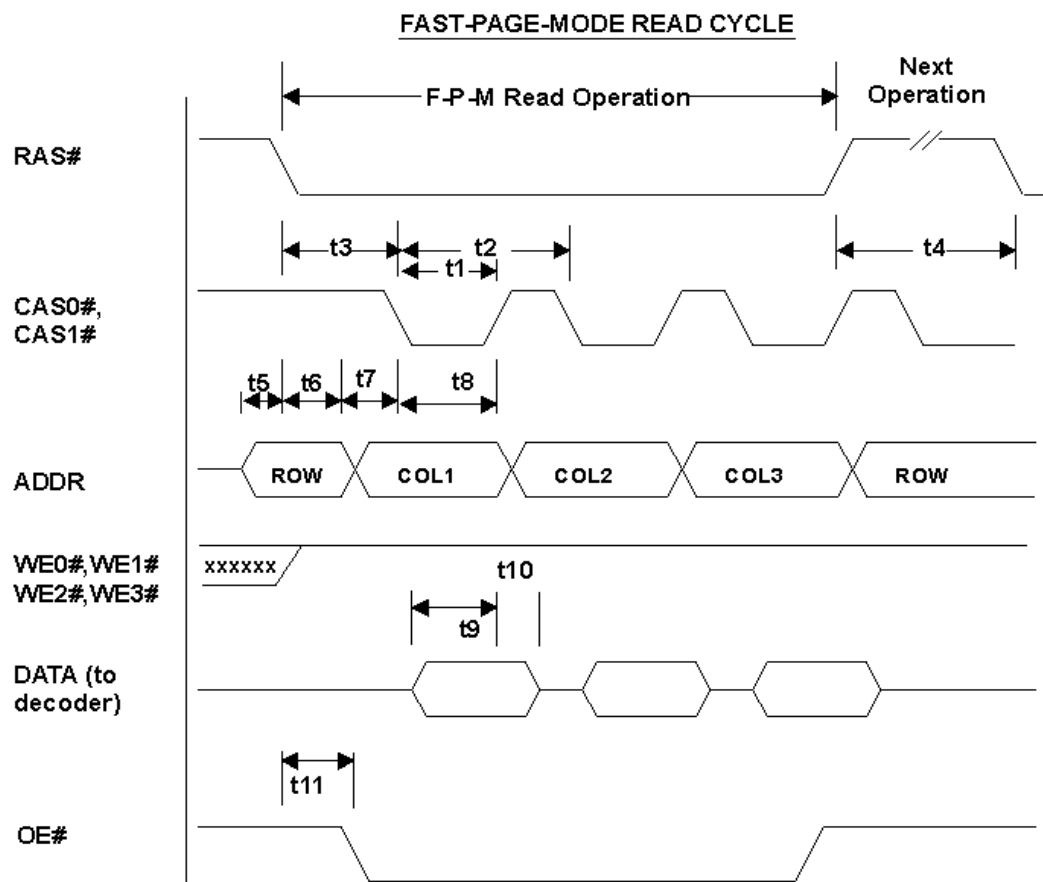 FAST-PAGE-MODE READ CYCLE
Next
Operation
F-P-M Read Operation
RAS#
t3
t2
t4
t1
CAS0#,
CAS1#
t5
t6
t7
t8
ADDR
ROW
COL1
COL2
COL3
ROW
WE0#,WE1#
WE2#,WE3#
xxxxxx
t10
t9
DATA (to
decoder)
t11
OE#